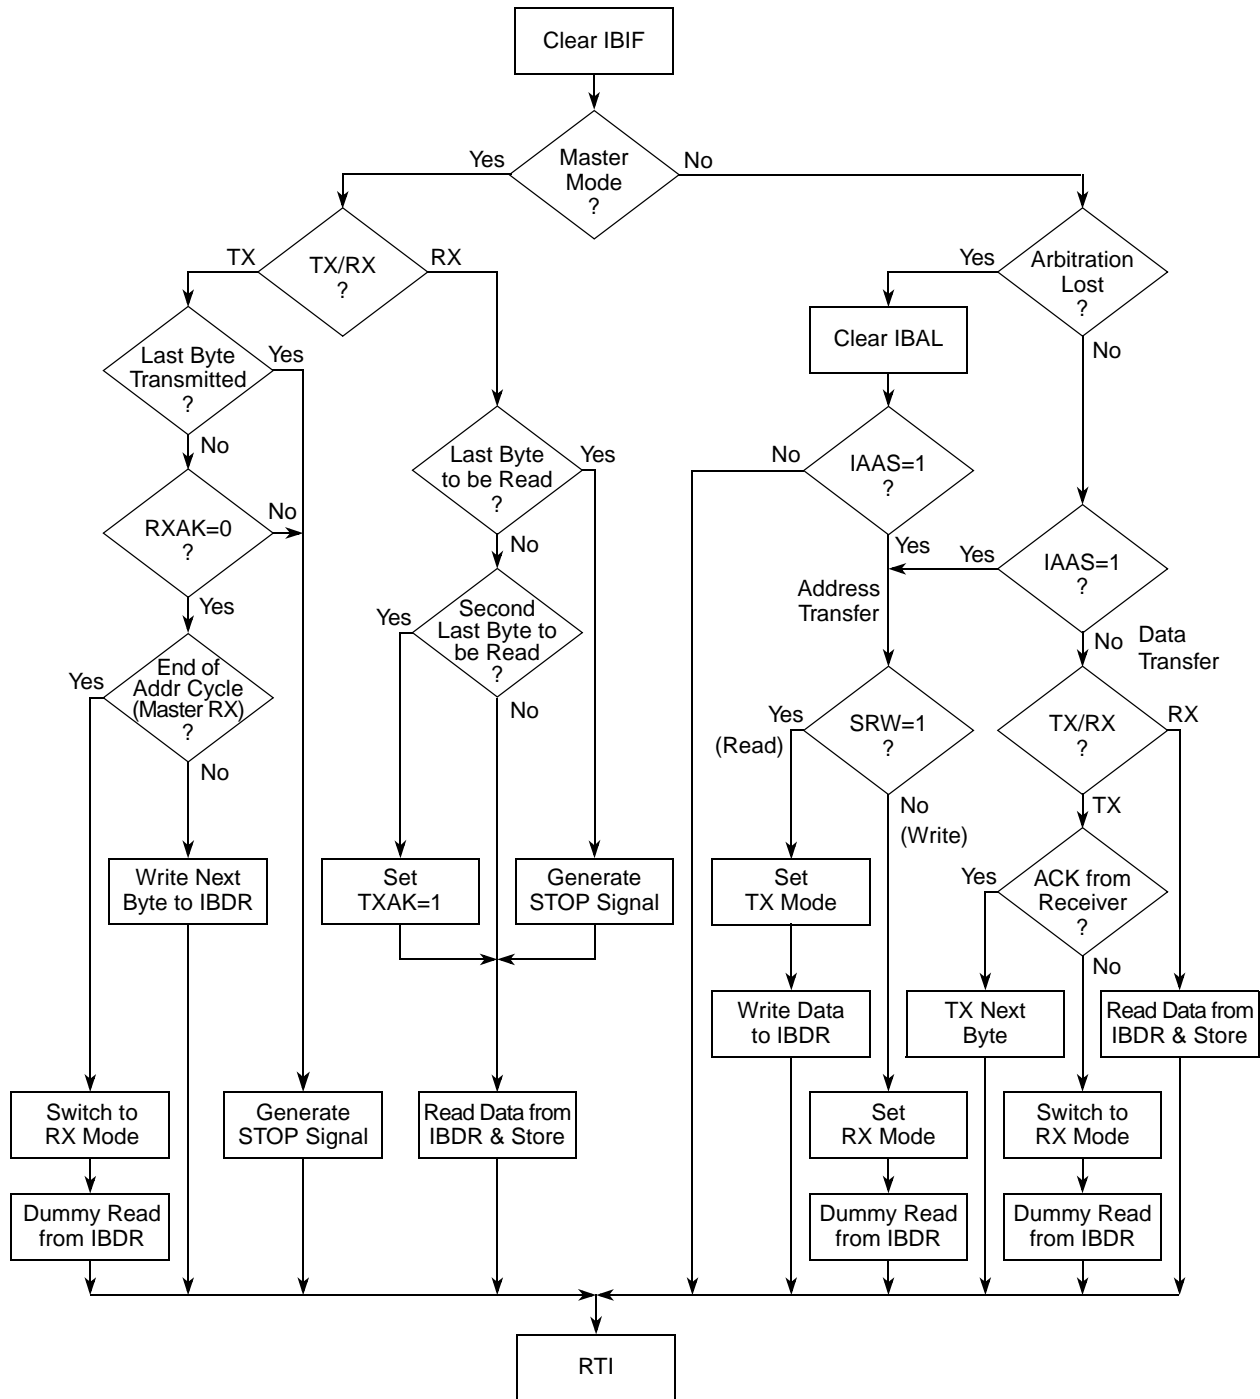 Clear IBIF
Master
Mode
?
Yes
No
TX/RX
?
TX
RX
Arbitration
Lost
?
Yes
No
Clear IBAL
Last Byte
Transmitted
?
Yes
No
Last Byte
to be Read
?
Yes
No
IAAS=1
?
No
Yes
RXAK=0
?
No
Yes
IAAS=1
?
Yes
No
Address
Transfer
Data
Transfer
Second
Last Byte to
be Read
?
Yes
No
End of
Addr Cycle
(Master RX)
?
Yes
No
SRW=1
?
Yes
(Read)
No
(Write)
TX/RX
?
RX
TX
Write Next
Byte to IBDR
Set
TXAK=1
Generate
STOP Signal
Set
TX Mode
ACK from
Receiver
?
Yes
No
Write Data
to IBDR
TX Next
Byte
Read Data from
IBDR & Store
Switch to
RX Mode
Generate
STOP Signal
Read Data from
IBDR & Store
Set
RX Mode
Switch to
RX Mode
Dummy Read
from IBDR
Dummy Read
from IBDR
Dummy Read
from IBDR
RTI